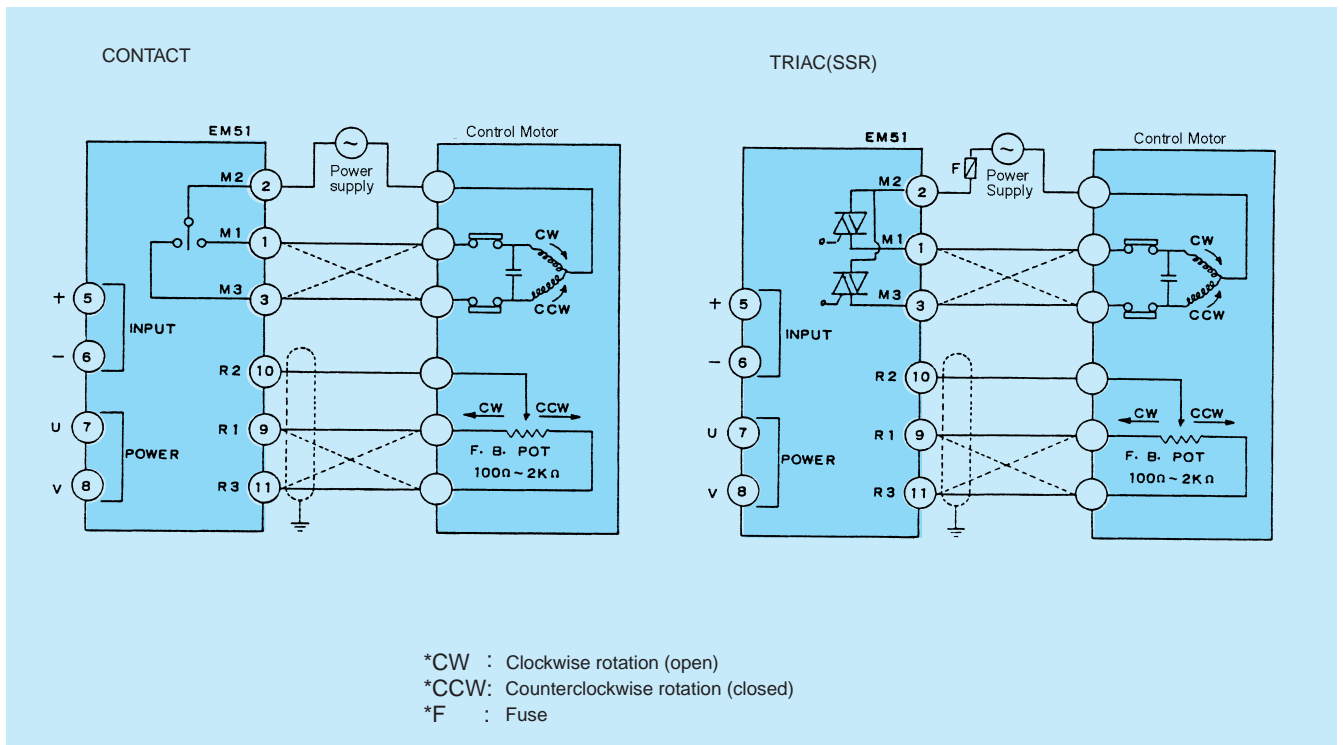 CONTACT
EM51
M2
2
M1
1
M3
3
+ 5
INPUT
− 6
R2
10
U 7
POWER
V 8
R1
9
R3
11
Power
supply
~
Control Motor
CW
CCW
CW CCW
F. B. POT
100Ω~2KΩ
TRIAC(SSR)
EM51
M2
2
M1
1
M3
3
+ 5
INPUT
− 6
R2
10
U 7
POWER
V 8
R1
9
R3
11
F
~
Power
Supply
Control Motor
CW
CCW
CW CCW
F. B. POT
100Ω~2KΩ
*CW : Clockwise rotation (open)
*CCW: Counterclockwise rotation (closed)
*F : Fuse